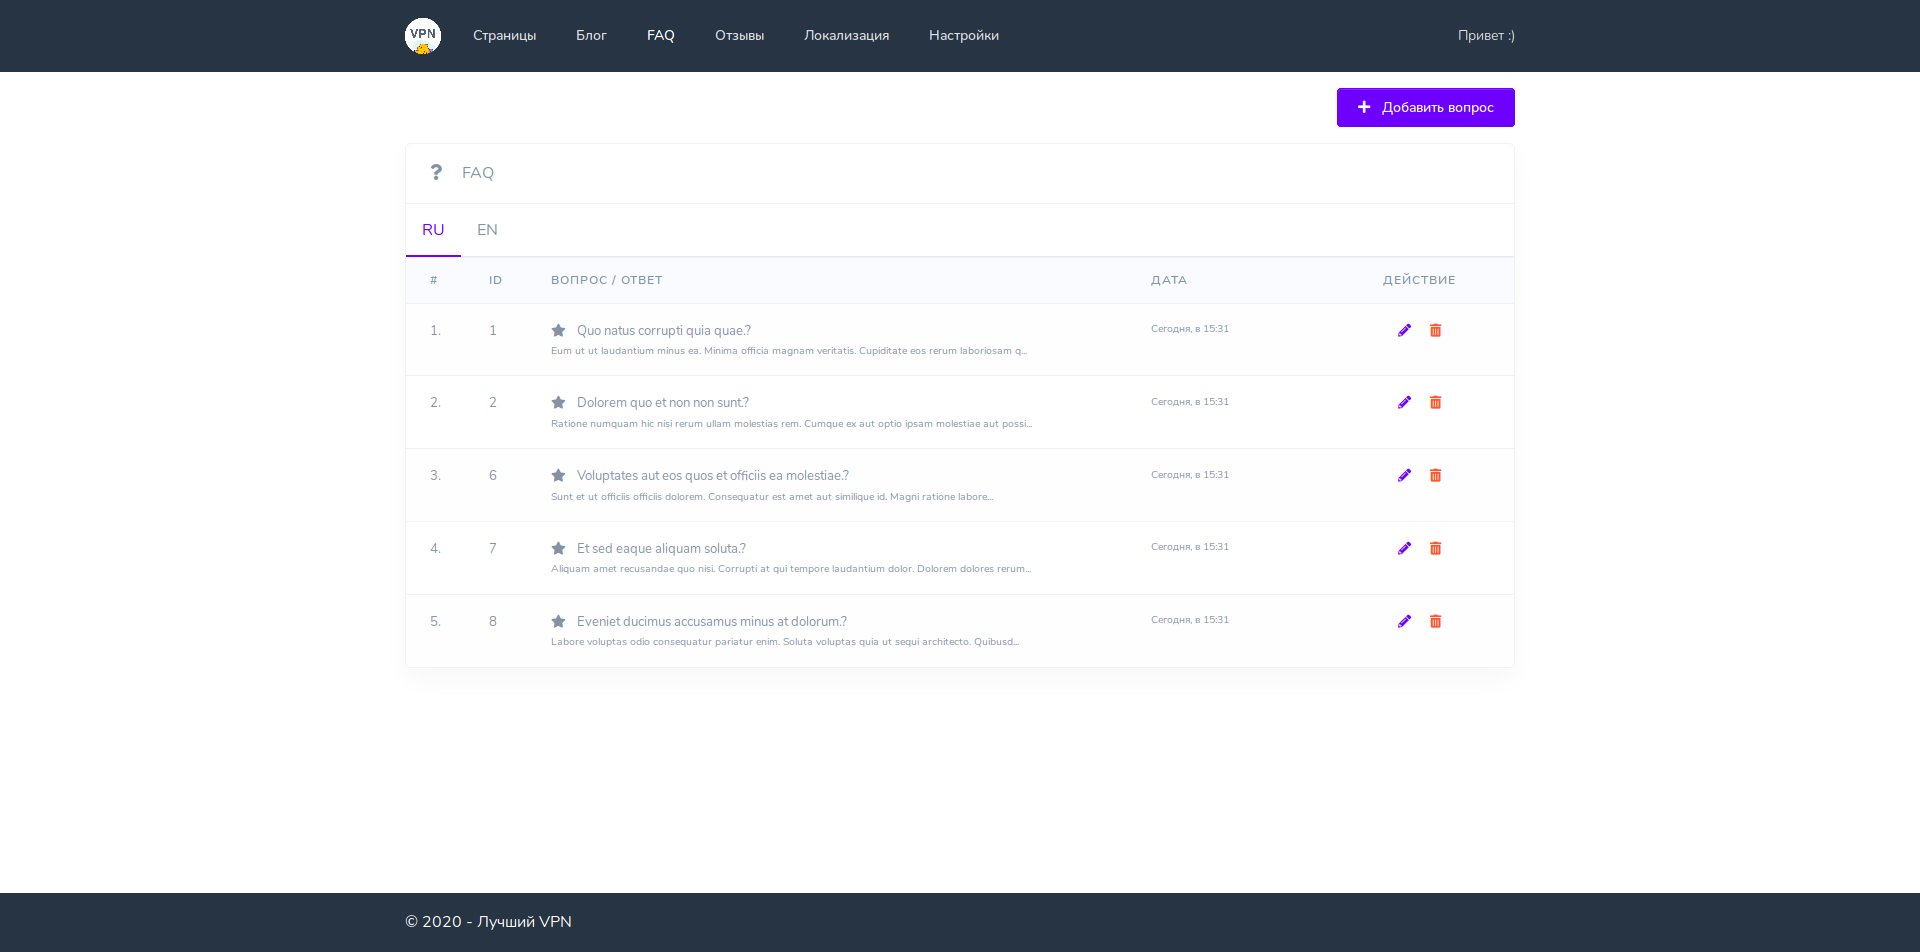 VPN Страницы Блог FAQ Отзывы Локализация Настройки Привет :)
Добавить вопрос
? FAQ
RU EN
# ID ВОПРОС / ОТВЕТ ДАТА ДЕЙСТВИЕ
1. 1 Quo natus corrupti quia quae.? Сегодня, в 15:31
Eum ut ut laudantium minus ea. Minima officia magnam veritatis. Cupiditate eos rerum laboriosam q...
2. 2 Dolorem quo et non non sunt.? Сегодня, в 15:31
Ratione numquam hic nisi rerum ullam molestias rem. Cumque ex aut optio ipsam molestiae aut possi...
3. 6 Voluptates aut eos quos et officiis ea molestiae.? Сегодня, в 15:31
Sunt et ut officiis officiis dolorem. Consequatur est amet aut similique id. Magni ratione labore...
4. 7 Et sed eaque aliquam soluta.? Сегодня, в 15:31
Aliquam amet recusandae quo nisi. Corrupti at qui tempore laudantium dolor. Dolorem dolores rerum...
5. 8 Eveniet ducimus accusamus minus at dolorum.? Сегодня, в 15:31
Labore voluptas odio consequatur pariatur enim. Soluta voluptas quia ut sequi architecto. Quibusd...
© 2020 - Лучший VPN